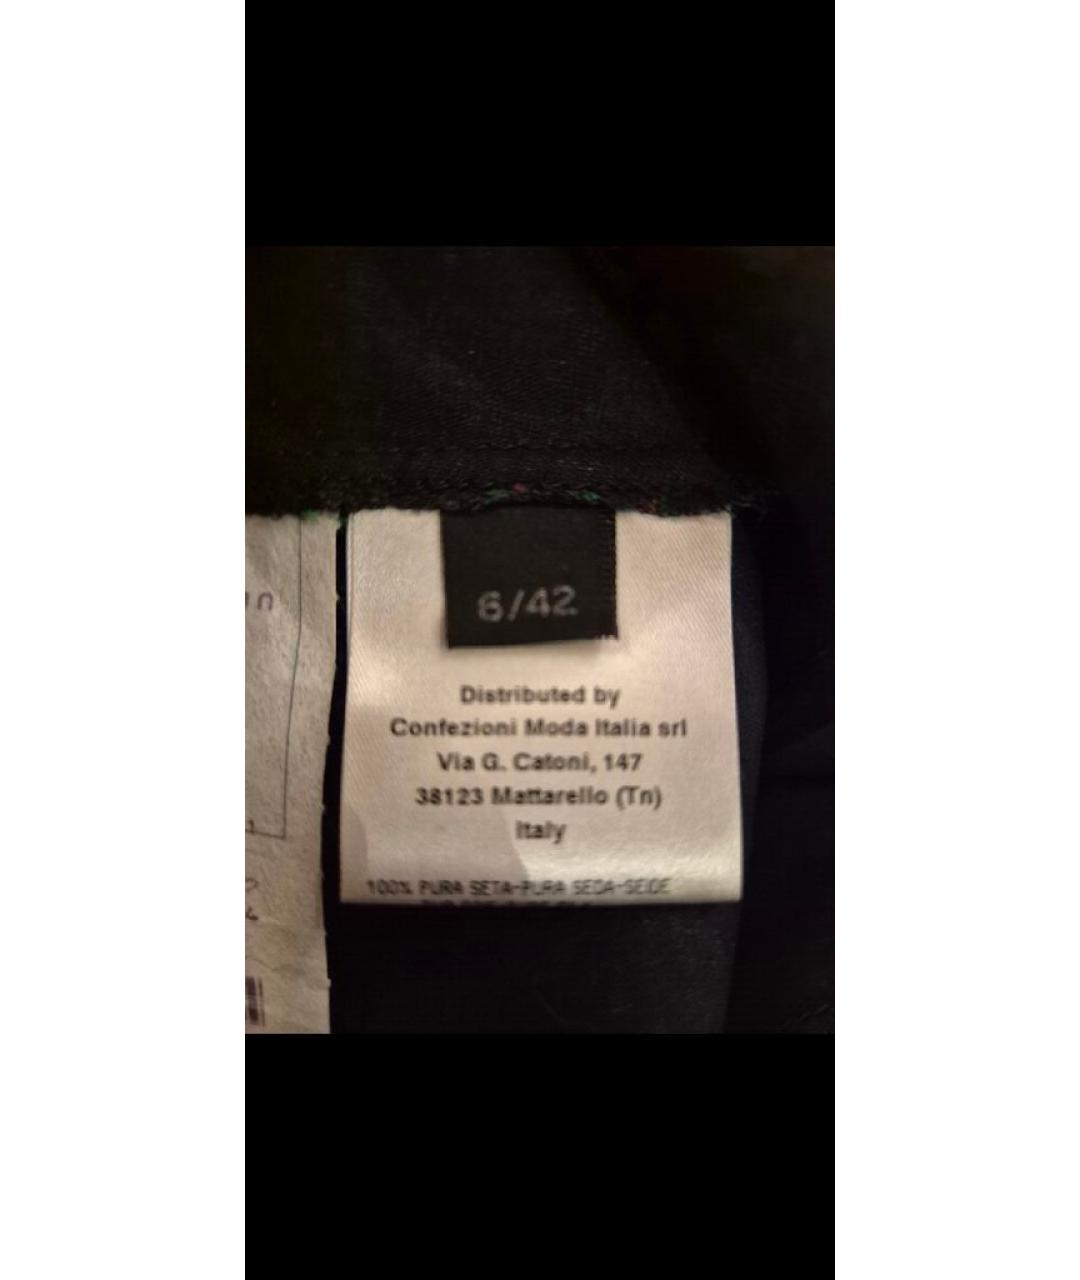 6/42
Distributed by
Confezioni Moda Italia srl
Via G. Catoni, 147
38123 Mattarello (Tn)
Italy
100% PURA SETA-PURA SEDA-SEIDE